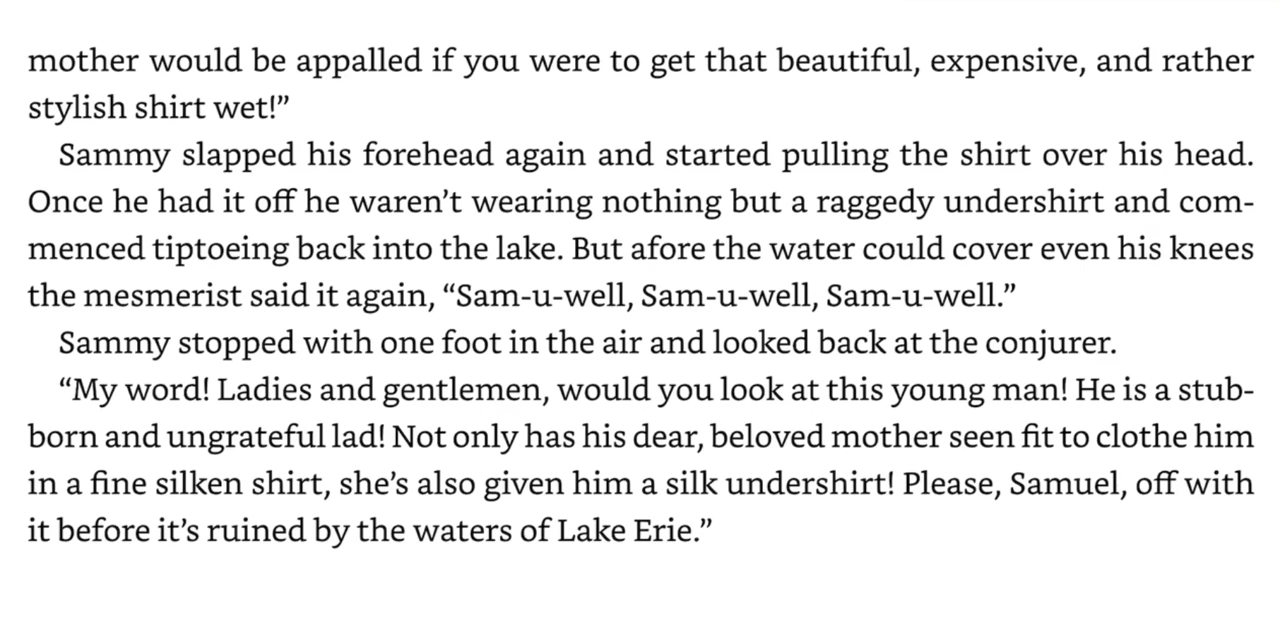 mother would be appalled if you were to get that beautiful, expensive, and rather
stylish shirt wet!”
Sammy slapped his forehead again and started pulling the shirt over his head.
Once he had it off he waren’t wearing nothing but a raggedy undershirt and com-
menced tiptoeing back into the lake. But afore the water could cover even his knees
the mesmerist said it again, “Sam-u-well, Sam-u-well, Sam-u-well.”
Sammy stopped with one foot in the air and looked back at the conjurer.
“My word! Ladies and gentlemen, would you look at this young man! He is a stub-
born and ungrateful lad! Not only has his dear, beloved mother seen fit to clothe him
in a fine silken shirt, she’s also given him a silk undershirt! Please, Samuel, off with
it before it’s ruined by the waters of Lake Erie.”